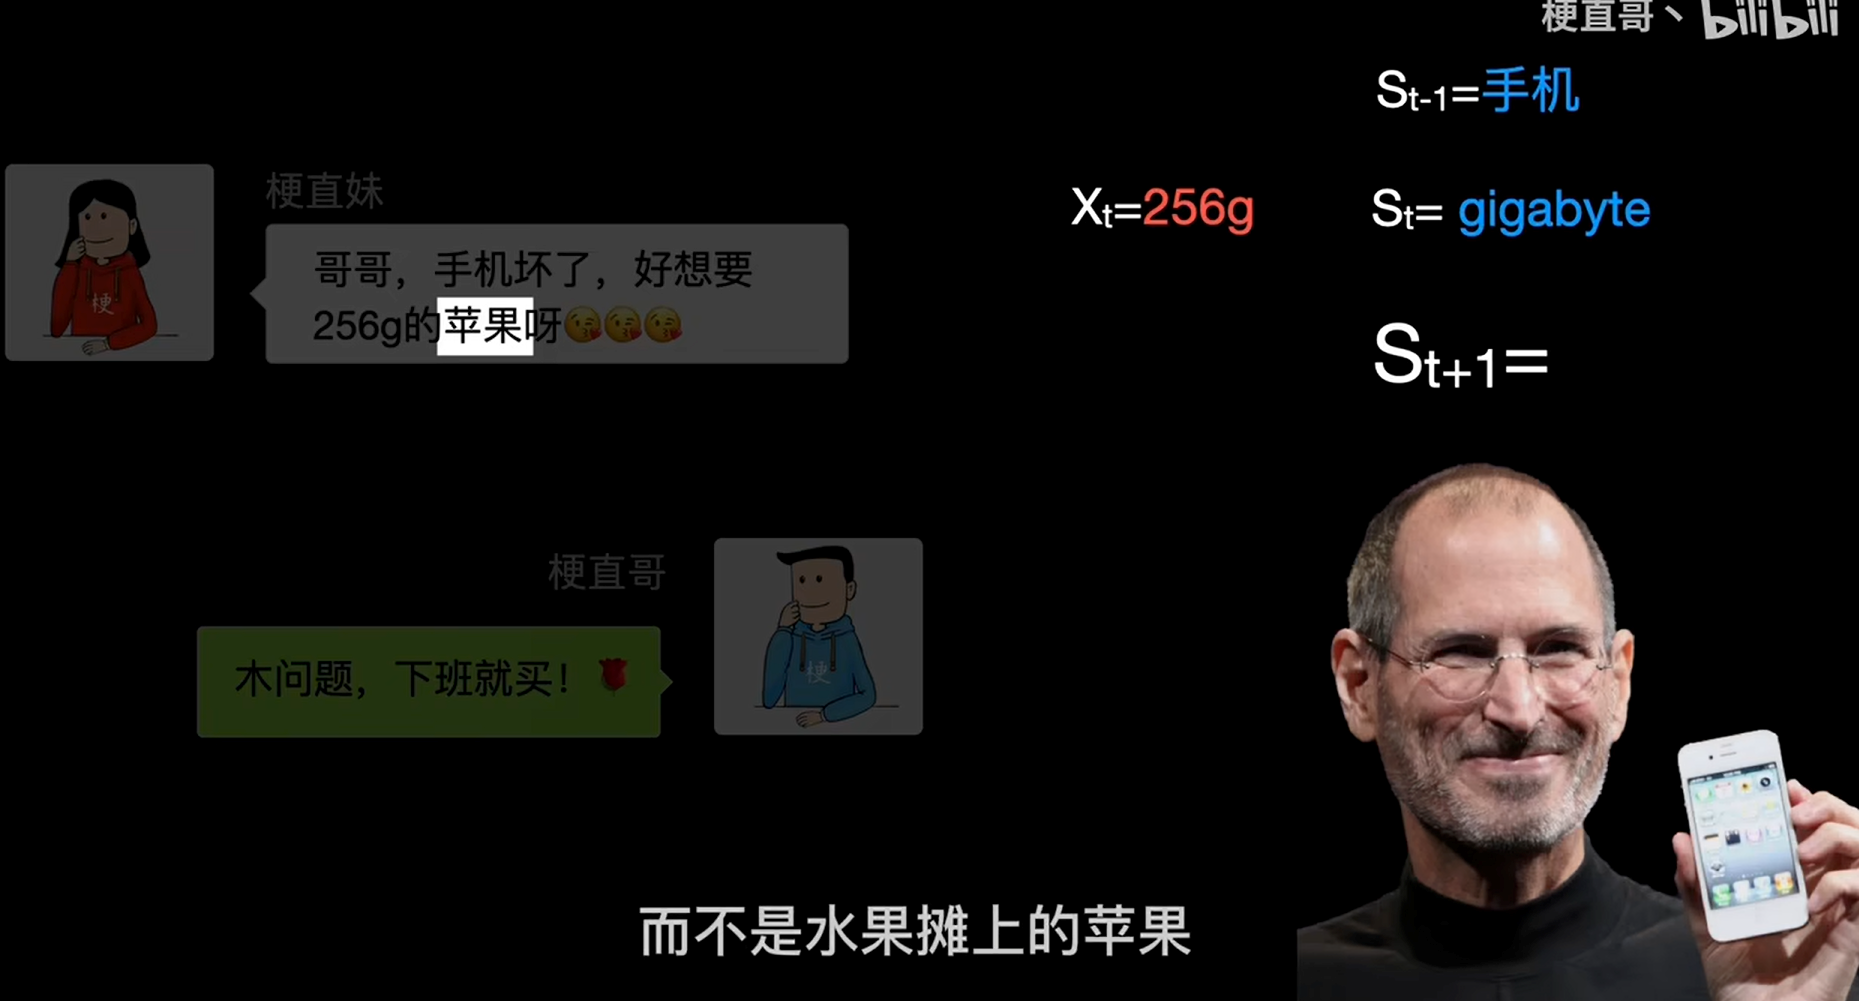 梗直哥丶 bilibili
St-1=手机
梗直妹
哥哥，手机坏了，好想要
256g的苹果呀😘😘😘
Xt=256g
St= gigabyte
St+1=
梗直哥
木问题，下班就买！🌹
梗
梗
而不是水果摊上的苹果